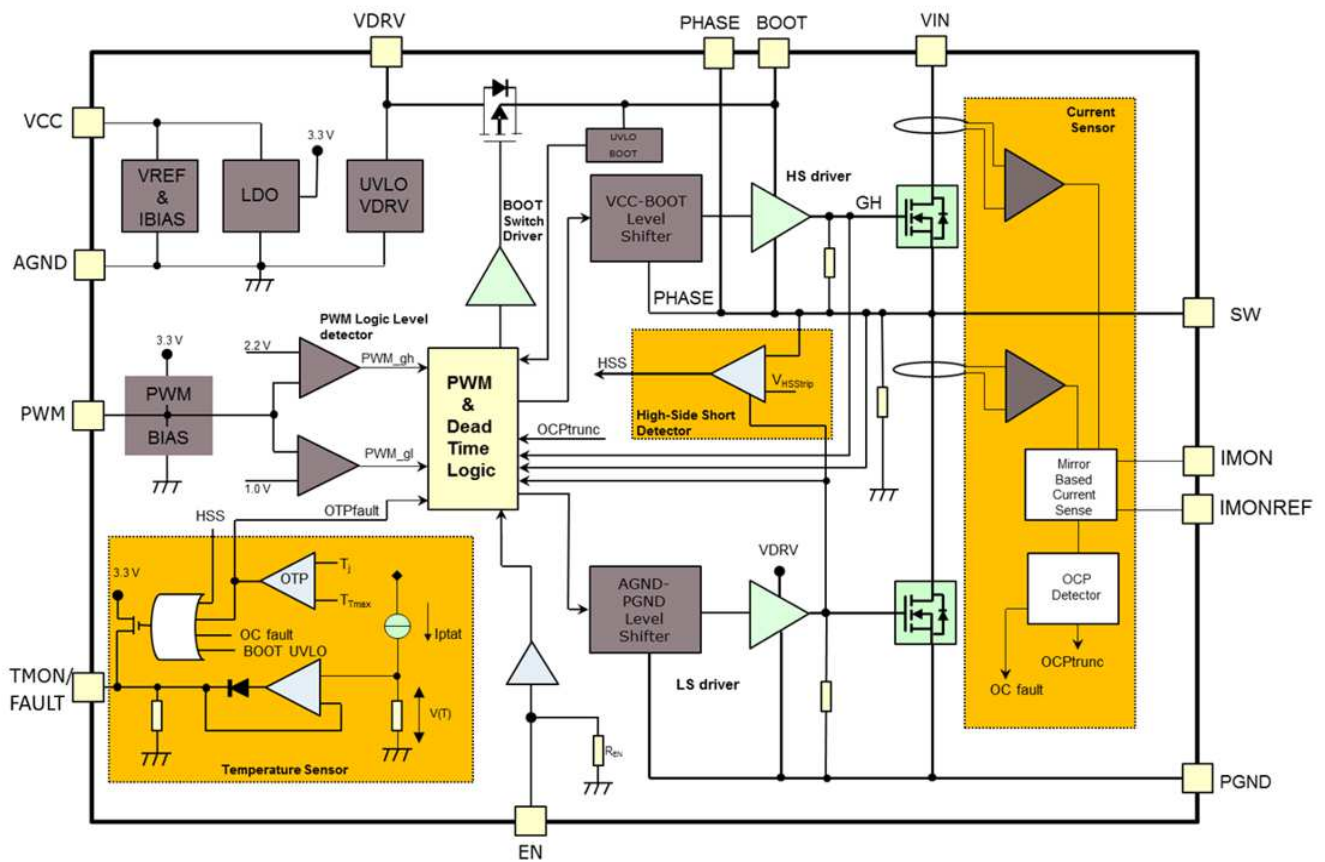 VDRV
PHASE
BOOT
VIN
VCC
3.3 V
UVLO
BOOT
Current
Sensor
VREF
&
IBIAS
LDO
UVLO
VDRV
BOOT
Switch
Driver
VCC-BOOT
Level
Shifter
HS driver
GH
AGND
PHASE
SW
PWM Logic Level
detector
3.3 V
2.2 V
PWM_gh
PWM
PWM
BIAS
PWM_gl
1.0 V
PWM
&
Dead
Time
Logic
HSS
VHSStrip
High-Side Short
Detector
OCPtrunc
IMON
IMONREF
Mirror
Based
Current
Sense
OCP
Detector
OCPtrunc
OC fault
HSS
OTPfault
3.3 V
OTP
Tj
TTmax
Iptat
OC fault
BOOT UVLO
V(T)
TMON/
FAULT
Temperature Sensor
VDRV
AGND-
PGND
Level
Shifter
LS driver
REN
PGND
EN